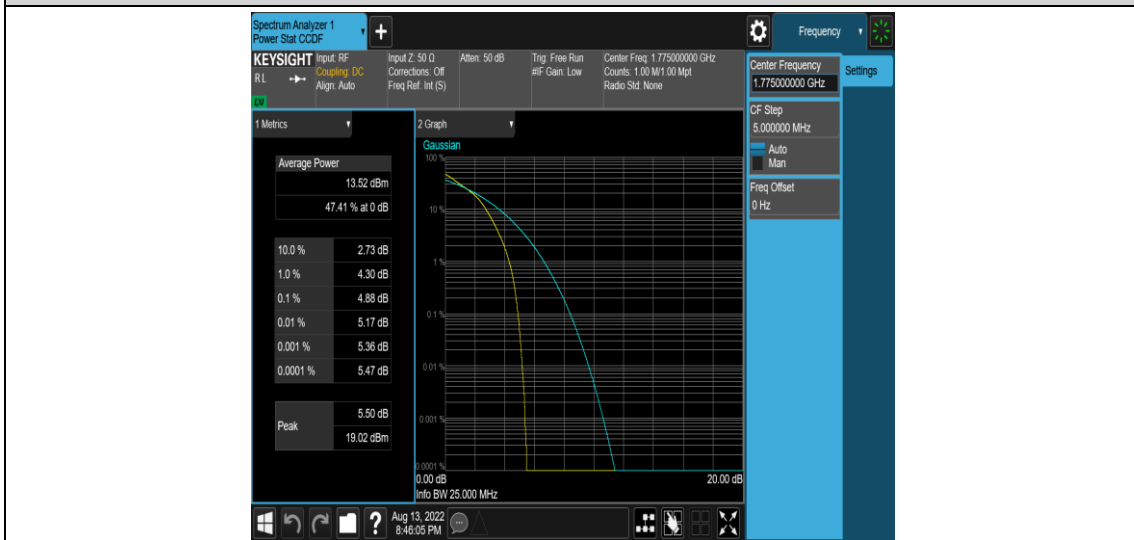 Spectrum Analyzer 1
Power Stat CCDF
+
Frequency
KEYSIGHT
RL
LXI
Input: RF
Coupling: DC
Align: Auto
Input Z: 50 Ω
Corrections: Off
Freq Ref: Int (S)
Atten: 50 dB
Trig: Free Run
#IF Gain: Low
Center Freq: 1.775000000 GHz
Counts: 1.00 M/1.00 Mpt
Radio Std: None
Center Frequency
1.775000000 GHz
Settings
CF Step
5.000000 MHz
Auto
Man
Freq Offset
0 Hz
1 Metrics
Average Power
13.52 dBm
47.41 % at 0 dB
10.0 % 2.73 dB
1.0 % 4.30 dB
0.1 % 4.88 dB
0.01 % 5.17 dB
0.001 % 5.36 dB
0.0001 % 5.47 dB
Peak
5.50 dB
19.02 dBm
2 Graph
Gaussian
100 %
10 %
1 %
0.1 %
0.01 %
0.001 %
0.0001 %
0.00 dB 20.00 dB
Info BW 25.000 MHz
?
Aug 13, 2022
8:46:05 PM